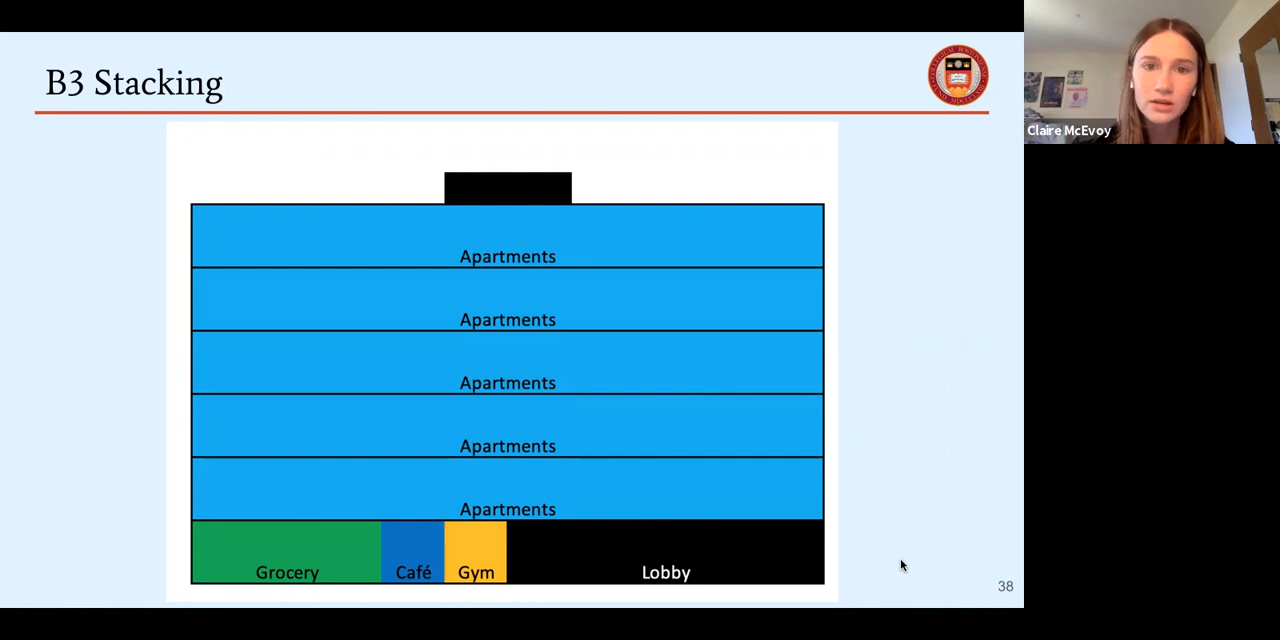 B3 Stacking
Claire McEvoy
Apartments
Apartments
Apartments
Apartments
Apartments
Grocery
Café
Gym
Lobby
38